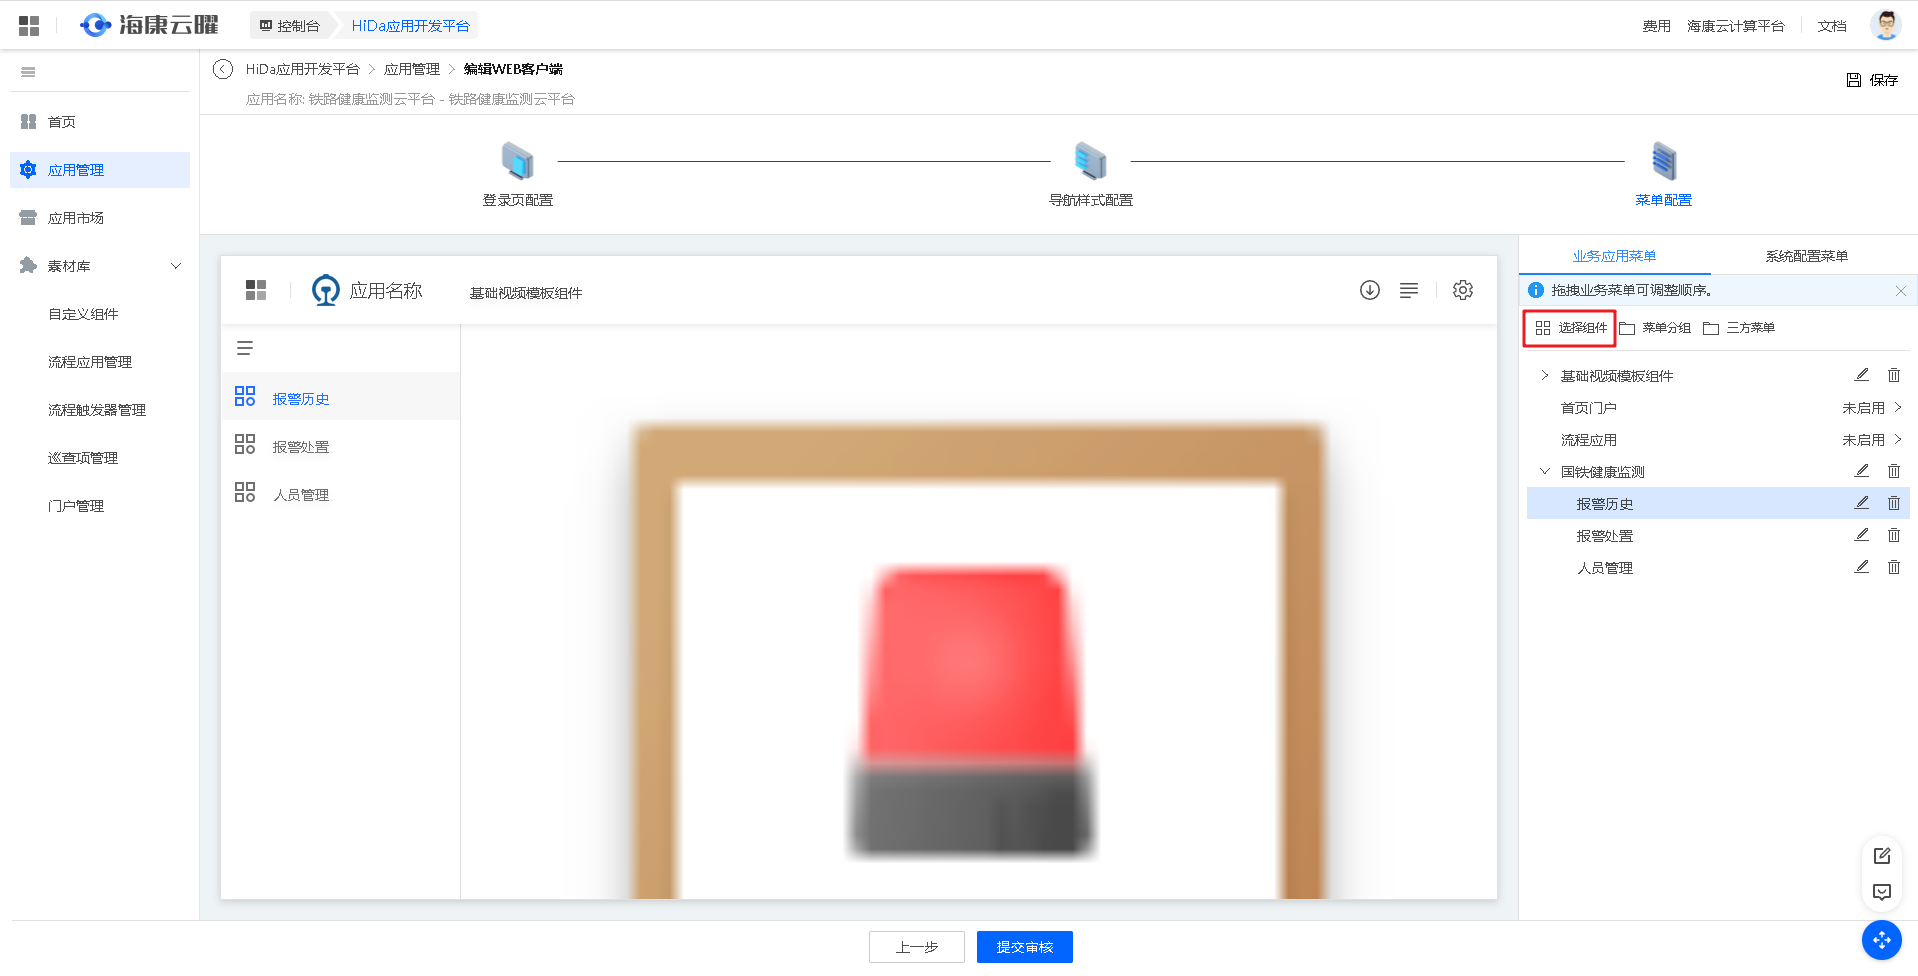 海康云曜
控制台
HiDa应用开发平台
费用
海康云计算平台
文档
首页
应用管理
应用市场
素材库
自定义组件
流程应用管理
流程触发器管理
巡查项管理
门户管理
HiDa应用开发平台 > 应用管理 > 编辑WEB客户端
应用名称: 铁路健康监测云平台 - 铁路健康监测云平台
保存
登录页配置
导航样式配置
菜单配置
应用名称
基础视频模板组件
报警历史
报警处置
人员管理
业务应用菜单
系统配置菜单
拖拽业务菜单可调整顺序。
选择组件
菜单分组
三方菜单
基础视频模板组件
首页门户 未启用
流程应用 未启用
国铁健康监测
报警历史
报警处置
人员管理
上一步
提交审核